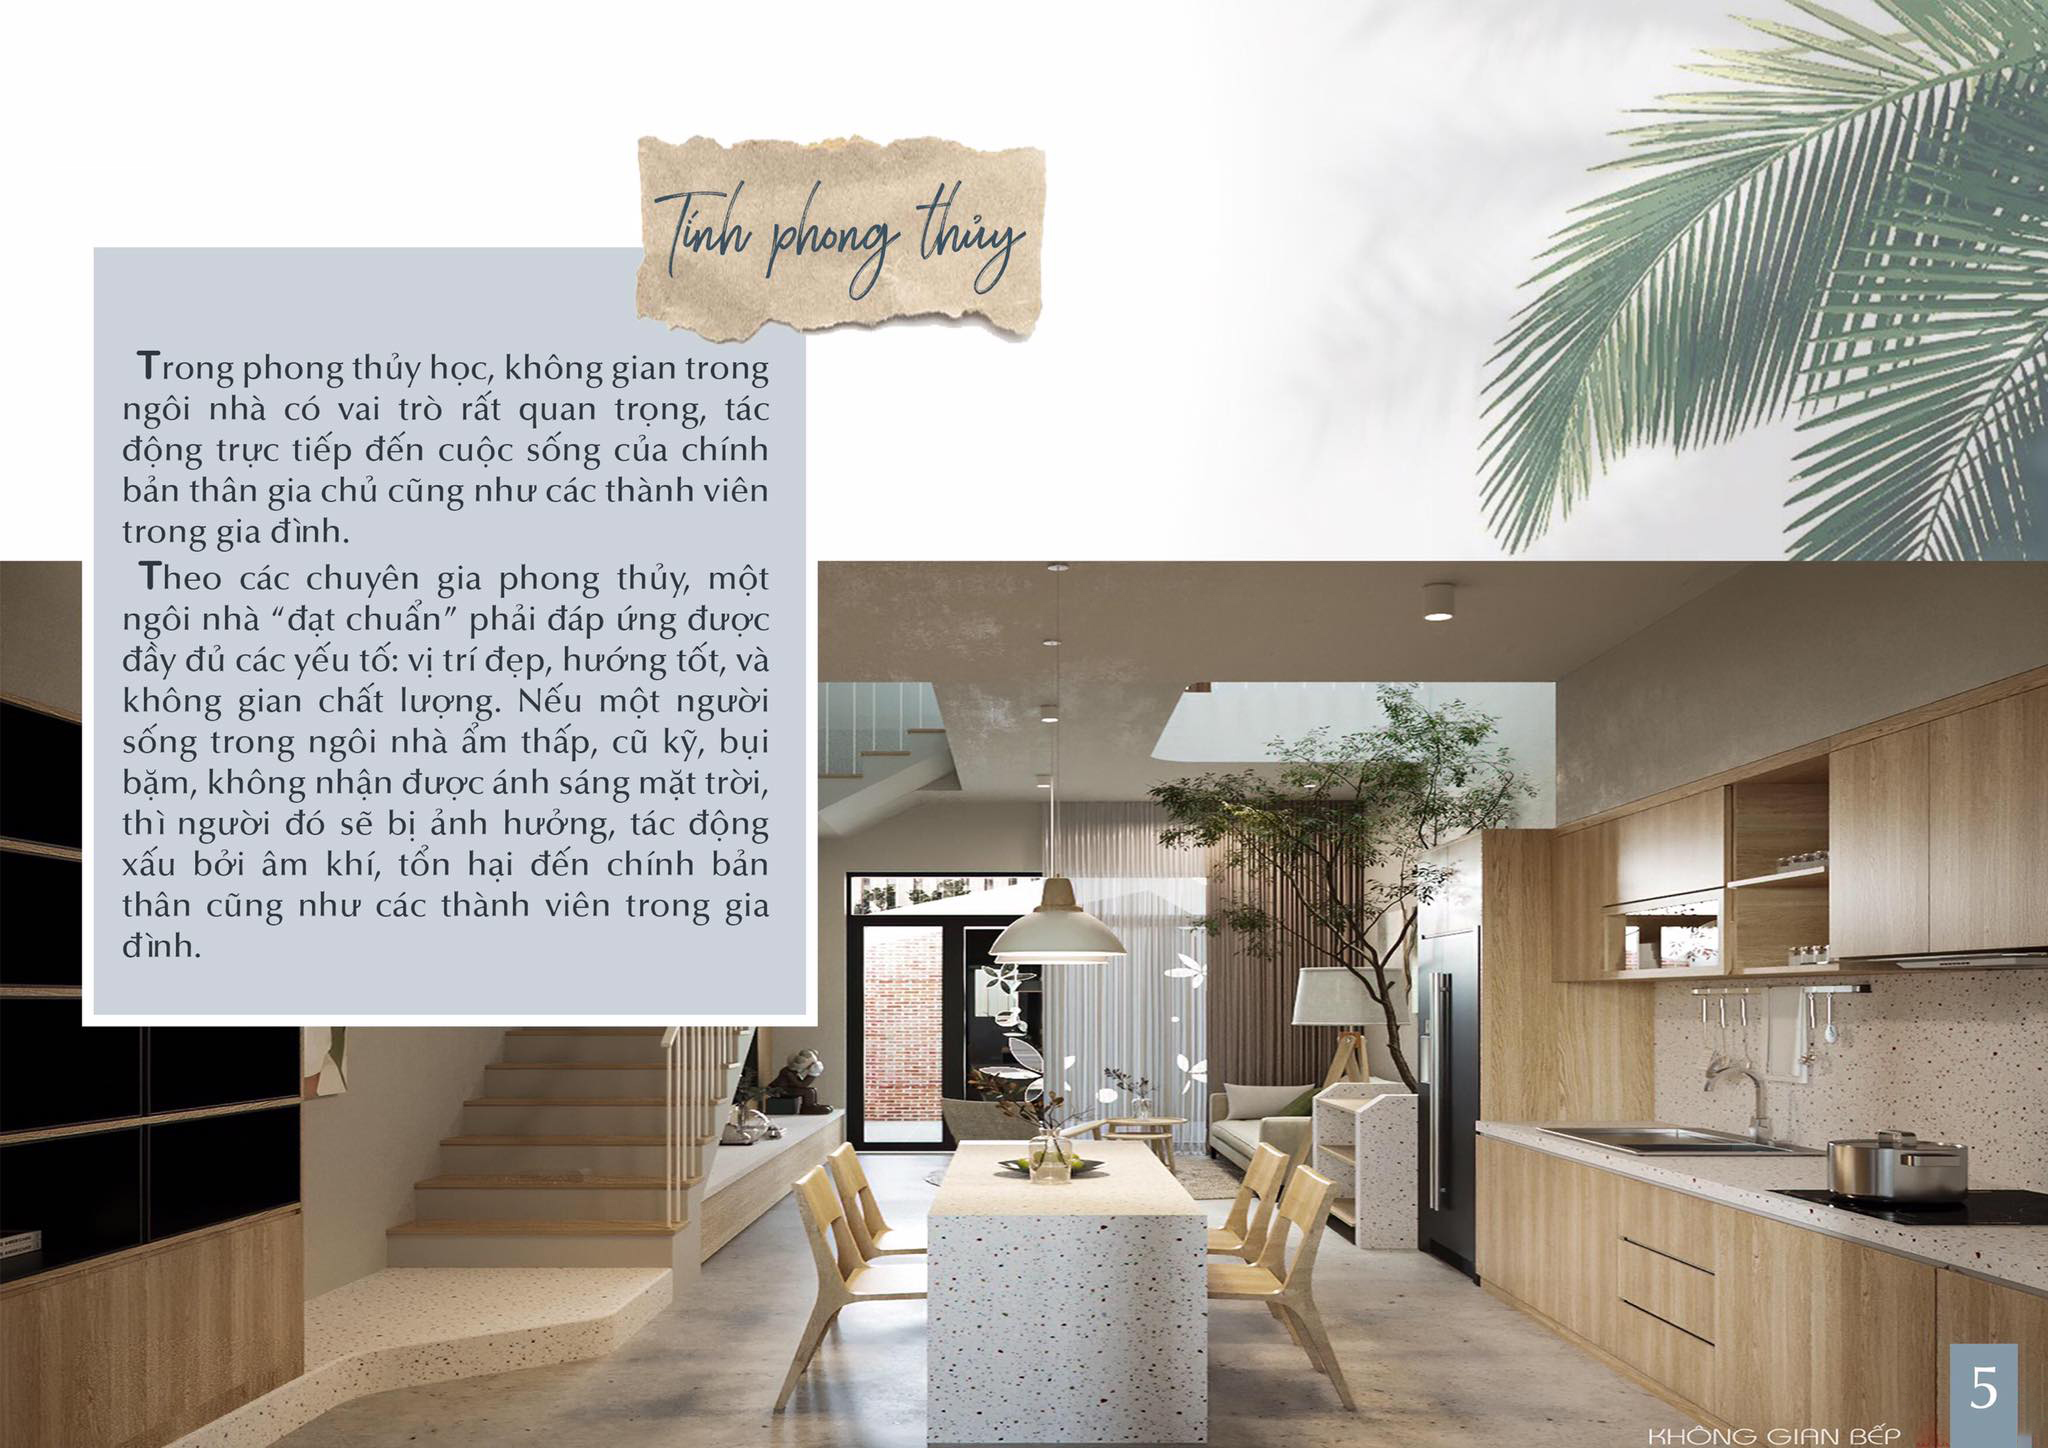 Tính phong thủy
Trong phong thủy học, không gian trong
ngôi nhà có vai trò rất quan trọng, tác
động trực tiếp đến cuộc sống của chính
bản thân gia chủ cũng như các thành viên
trong gia đình.
Theo các chuyên gia phong thủy, một
ngôi nhà “đạt chuẩn” phải đáp ứng được
đầy đủ các yếu tố: vị trí đẹp, hướng tốt, và
không gian chất lượng. Nếu một người
sống trong ngôi nhà ẩm thấp, cũ kỹ, bụi
bặm, không nhận được ánh sáng mặt trời,
thì người đó sẽ bị ảnh hưởng, tác động
xấu bởi âm khí, tổn hại đến chính bản
thân cũng như các thành viên trong gia
đình.
KHÔNG GIAN BẾP
5